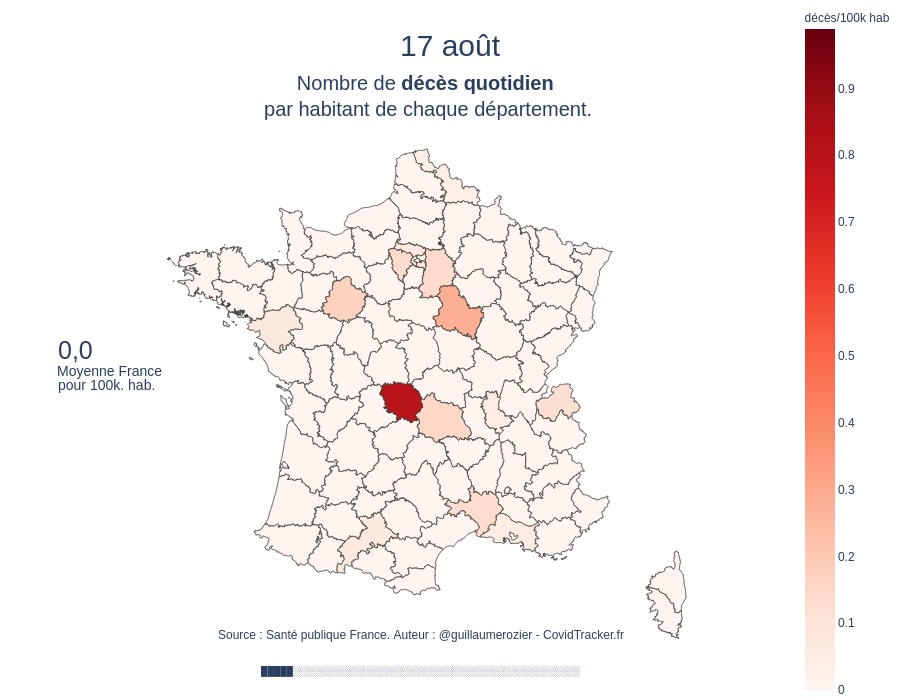 décès/100k hab
17 août
Nombre de décès quotidien
par habitant de chaque département.
0.9
0.8
0.7
0.6
0.5
0.4
0.3
0.2
0.1
0
0,0
Moyenne France
pour 100k. hab.
Source : Santé publique France. Auteur : @guillaumerozier - CovidTracker.fr